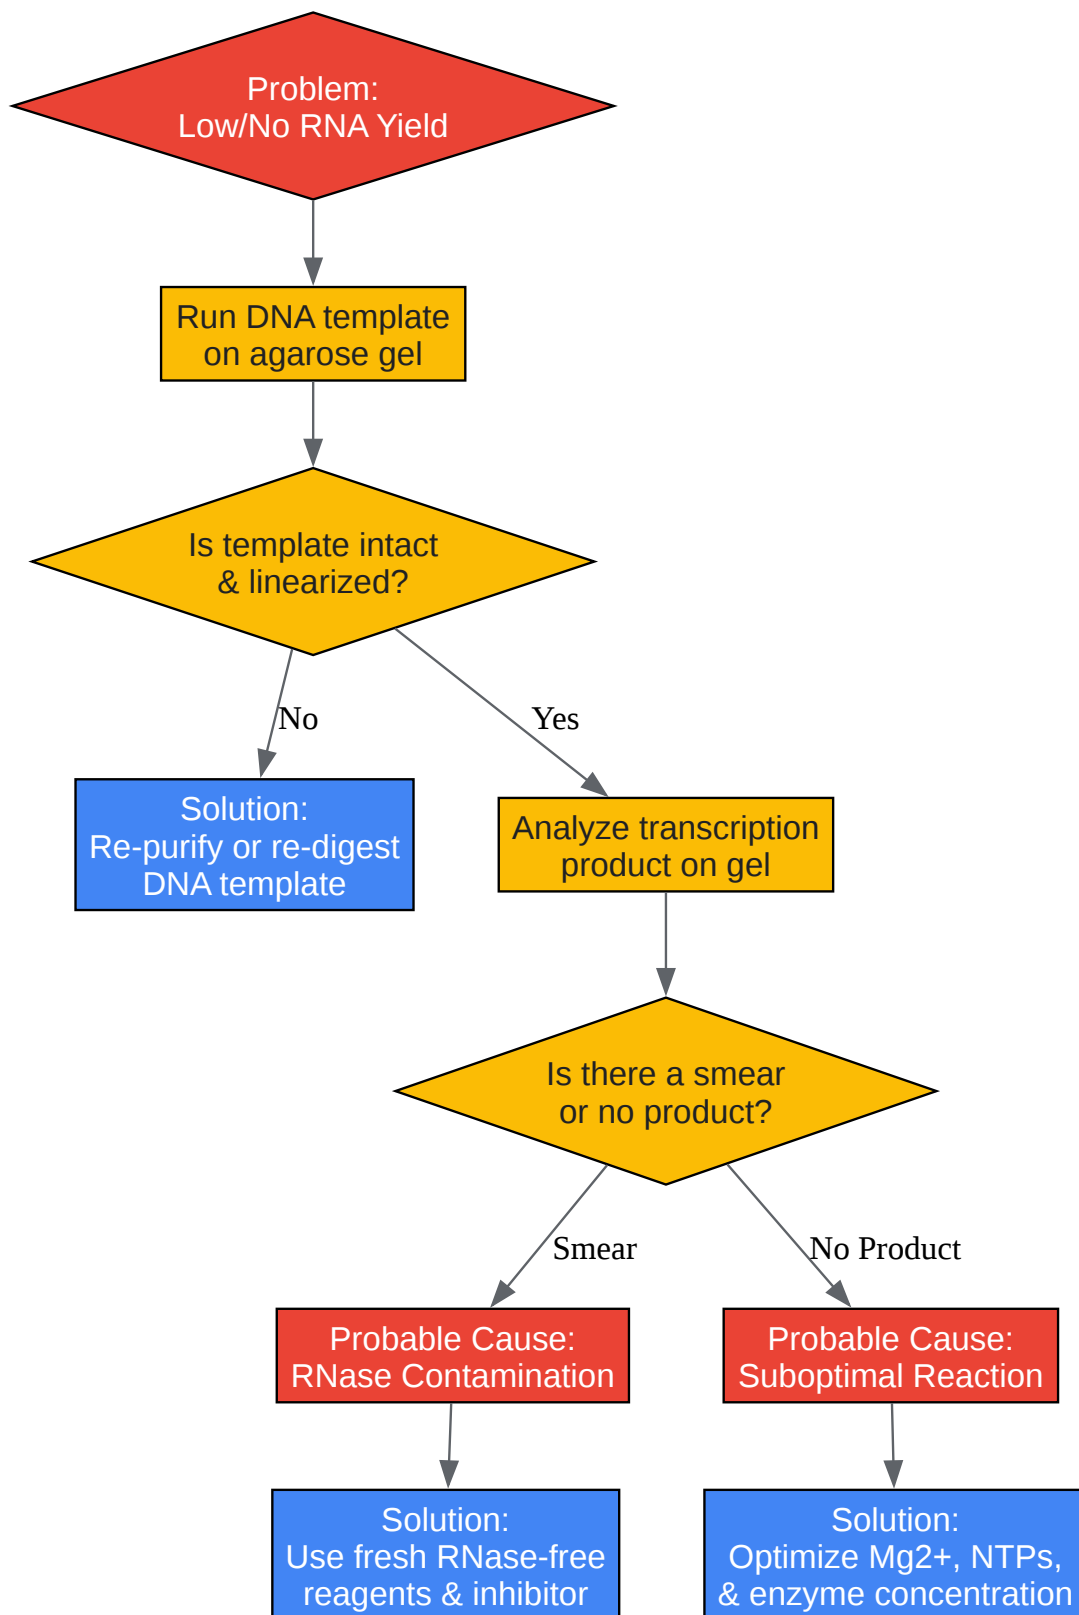 Problem:
Low/No RNA Yield
Run DNA template
on agarose gel
Is template intact
& linearized?
No
Yes
Solution:
Re-purify or re-digest
DNA template
Analyze transcription
product on gel
Is there a smear
or no product?
Smear
No Product
Probable Cause:
RNase Contamination
Probable Cause:
Suboptimal Reaction
Solution:
Use fresh RNase-free
reagents & inhibitor
Solution:
Optimize Mg2+, NTPs,
& enzyme concentration